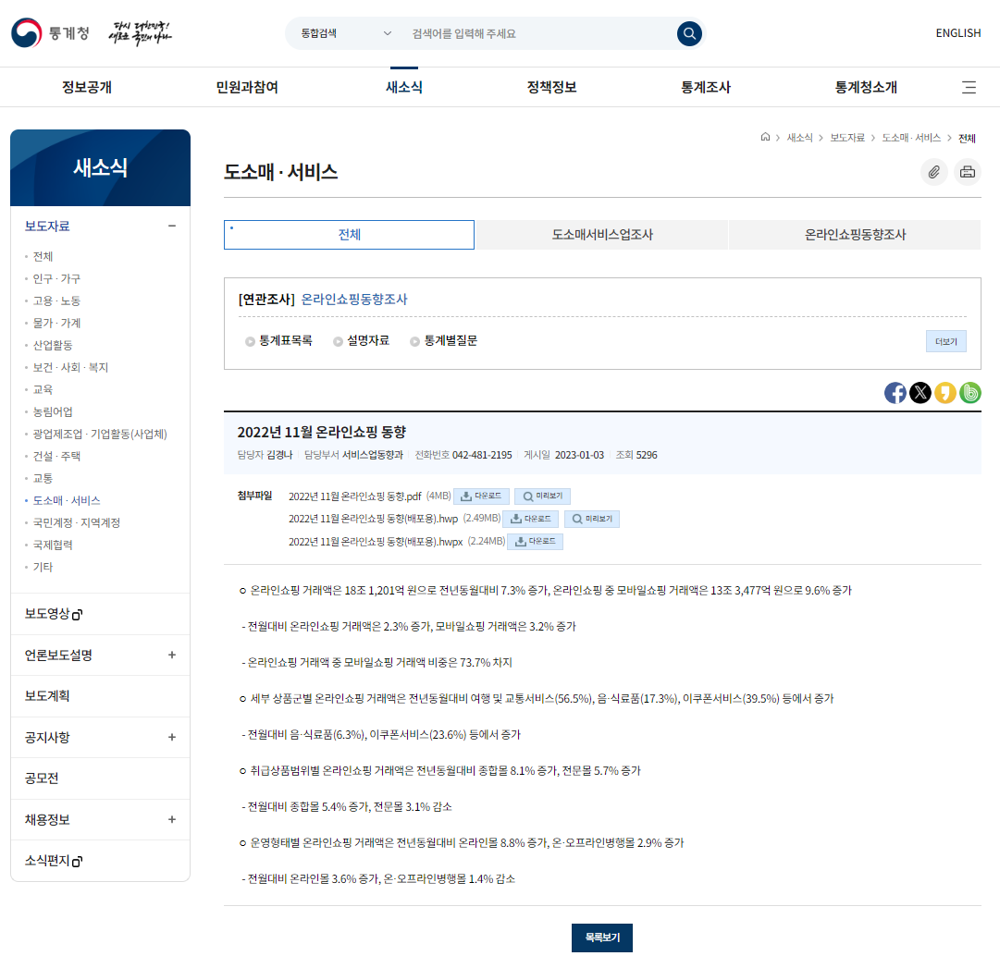 통계청
다시 대한민국!
새로운 국민의 나라
통합검색
검색어를 입력해 주세요
ENGLISH
정보공개
민원과참여
새소식
정책정보
통계조사
통계청소개
새소식
보도자료
전체
인구 · 가구
고용 · 노동
물가 · 가계
산업활동
보건 · 사회 · 복지
교육
농림어업
광업제조업 · 기업활동(사업체)
건설 · 주택
교통
도소매 · 서비스
국민계정 · 지역계정
국제협력
기타
보도영상
언론보도설명
보도계획
공지사항
공모전
채용정보
소식편지
새소식 > 보도자료 > 도소매 · 서비스 > 전체
도소매 · 서비스
전체
도소매서비스업조사
온라인쇼핑동향조사
[연관조사] 온라인쇼핑동향조사
통계표목록 설명자료 통계별질문
더보기
2022년 11월 온라인쇼핑 동향
담당자 김경나 담당부서 서비스업동향과 전화번호 042-481-2195 게시일 2023-01-03 조회 5296
첨부파일 2022년 11월 온라인쇼핑 동향.pdf (4MB) 다운로드 미리보기
2022년 11월 온라인쇼핑 동향(배포용).hwp (2.49MB) 다운로드 미리보기
2022년 11월 온라인쇼핑 동향(배포용).hwpx (2.24MB) 다운로드
○ 온라인쇼핑 거래액은 18조 1,201억 원으로 전년동월대비 7.3% 증가, 온라인쇼핑 중 모바일쇼핑 거래액은 13조 3,477억 원으로 9.6% 증가
- 전월대비 온라인쇼핑 거래액은 2.3% 증가, 모바일쇼핑 거래액은 3.2% 증가
- 온라인쇼핑 거래액 중 모바일쇼핑 거래액 비중은 73.7% 차지
○ 세부 상품군별 온라인쇼핑 거래액은 전년동월대비 여행 및 교통서비스(56.5%), 음·식료품(17.3%), 이쿠폰서비스(39.5%) 등에서 증가
- 전월대비 음·식료품(6.3%), 이쿠폰서비스(23.6%) 등에서 증가
○ 취급상품범위별 온라인쇼핑 거래액은 전년동월대비 종합몰 8.1% 증가, 전문몰 5.7% 증가
- 전월대비 종합몰 5.4% 증가, 전문몰 3.1% 감소
○ 운영형태별 온라인쇼핑 거래액은 전년동월대비 온라인몰 8.8% 증가, 온·오프라인병행몰 2.9% 증가
- 전월대비 온라인몰 3.6% 증가, 온·오프라인병행몰 1.4% 감소
목록보기